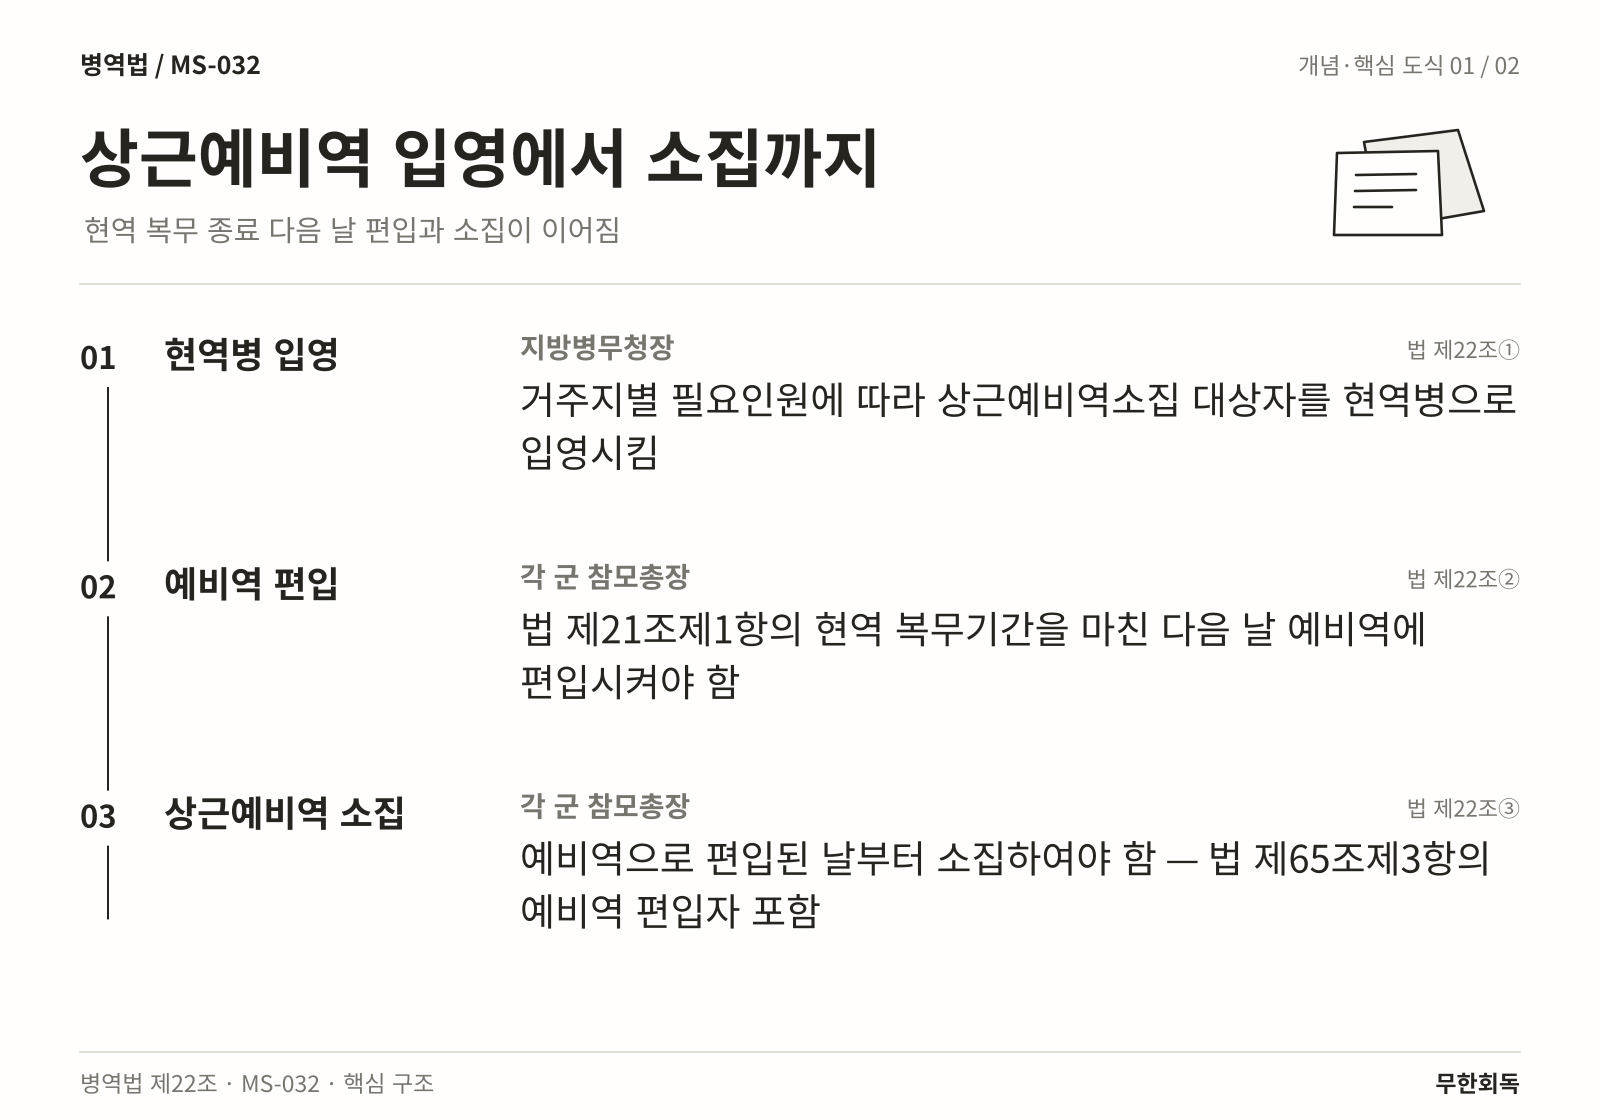 병역법 / MS-032
개념·핵심 도식 01 / 02
상근예비역 입영에서 소집까지
현역 복무 종료 다음 날 편입과 소집이 이어짐
01 현역병 입영
지방병무청장
법 제22조①
거주지별 필요인원에 따라 상근예비역소집 대상자를 현역병으로
입영시킴
02 예비역 편입
각 군 참모총장
법 제22조②
법 제21조제1항의 현역 복무기간을 마친 다음 날 예비역에
편입시켜야 함
03 상근예비역 소집
각 군 참모총장
법 제22조③
예비역으로 편입된 날부터 소집하여야 함 — 법 제65조제3항의
예비역 편입자 포함
병역법 제22조 · MS-032 · 핵심 구조
무한회독